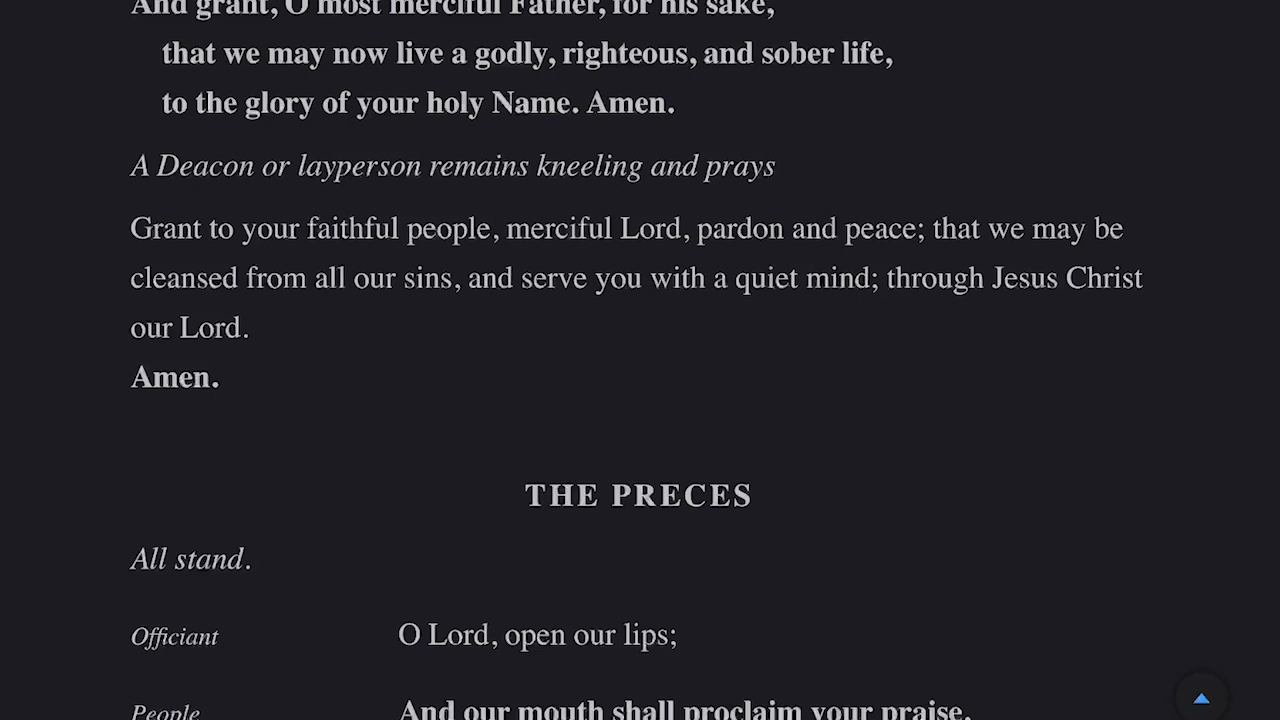 And grant, O most merciful Father, for his sake,
that we may now live a godly, righteous, and sober life,
to the glory of your holy Name. Amen.
A Deacon or layperson remains kneeling and prays
Grant to your faithful people, merciful Lord, pardon and peace; that we may be
cleansed from all our sins, and serve you with a quiet mind; through Jesus Christ
our Lord.
Amen.
THE PRECES
All stand.
Officiant O Lord, open our lips;
People And our mouth shall proclaim your praise.